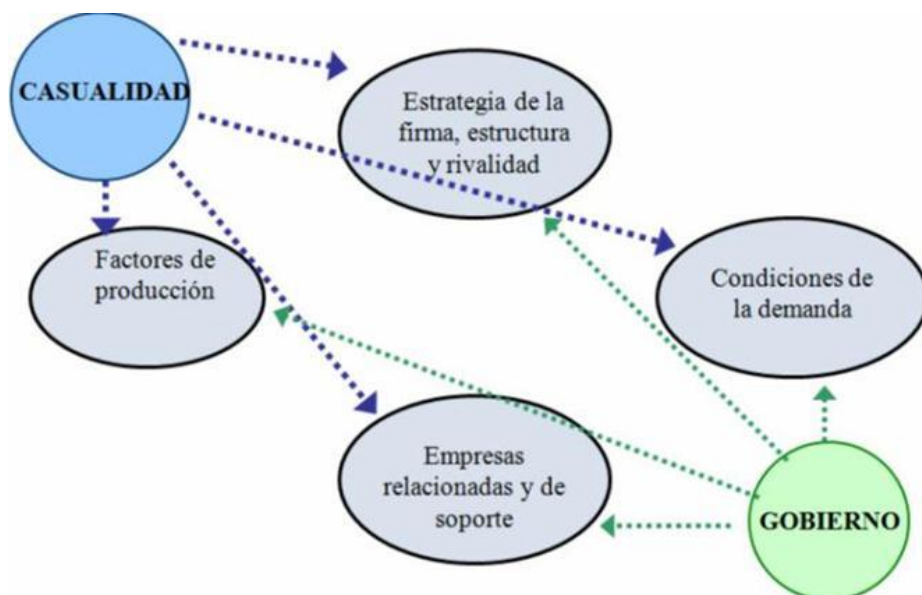 CASUALIDAD
Estrategia de la
firma, estructura
y rivalidad
Factores de
producción
Condiciones de
la demanda
Empresas
relacionadas y de
soporte
GOBIERNO